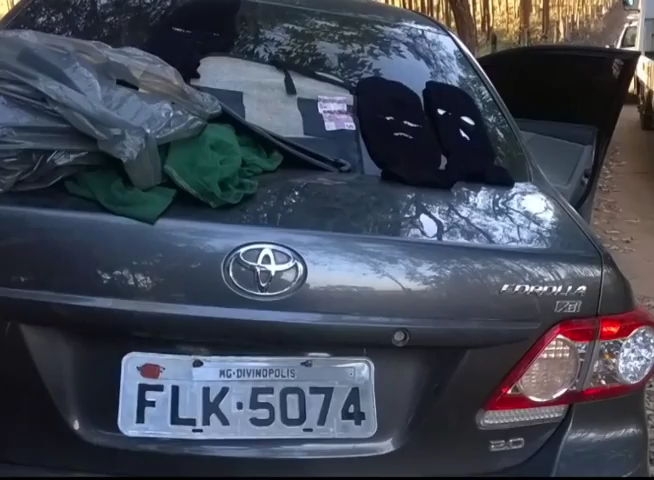 COROLLA
XEi
MG-DIVINOPOLIS
FLK·5074
2.0